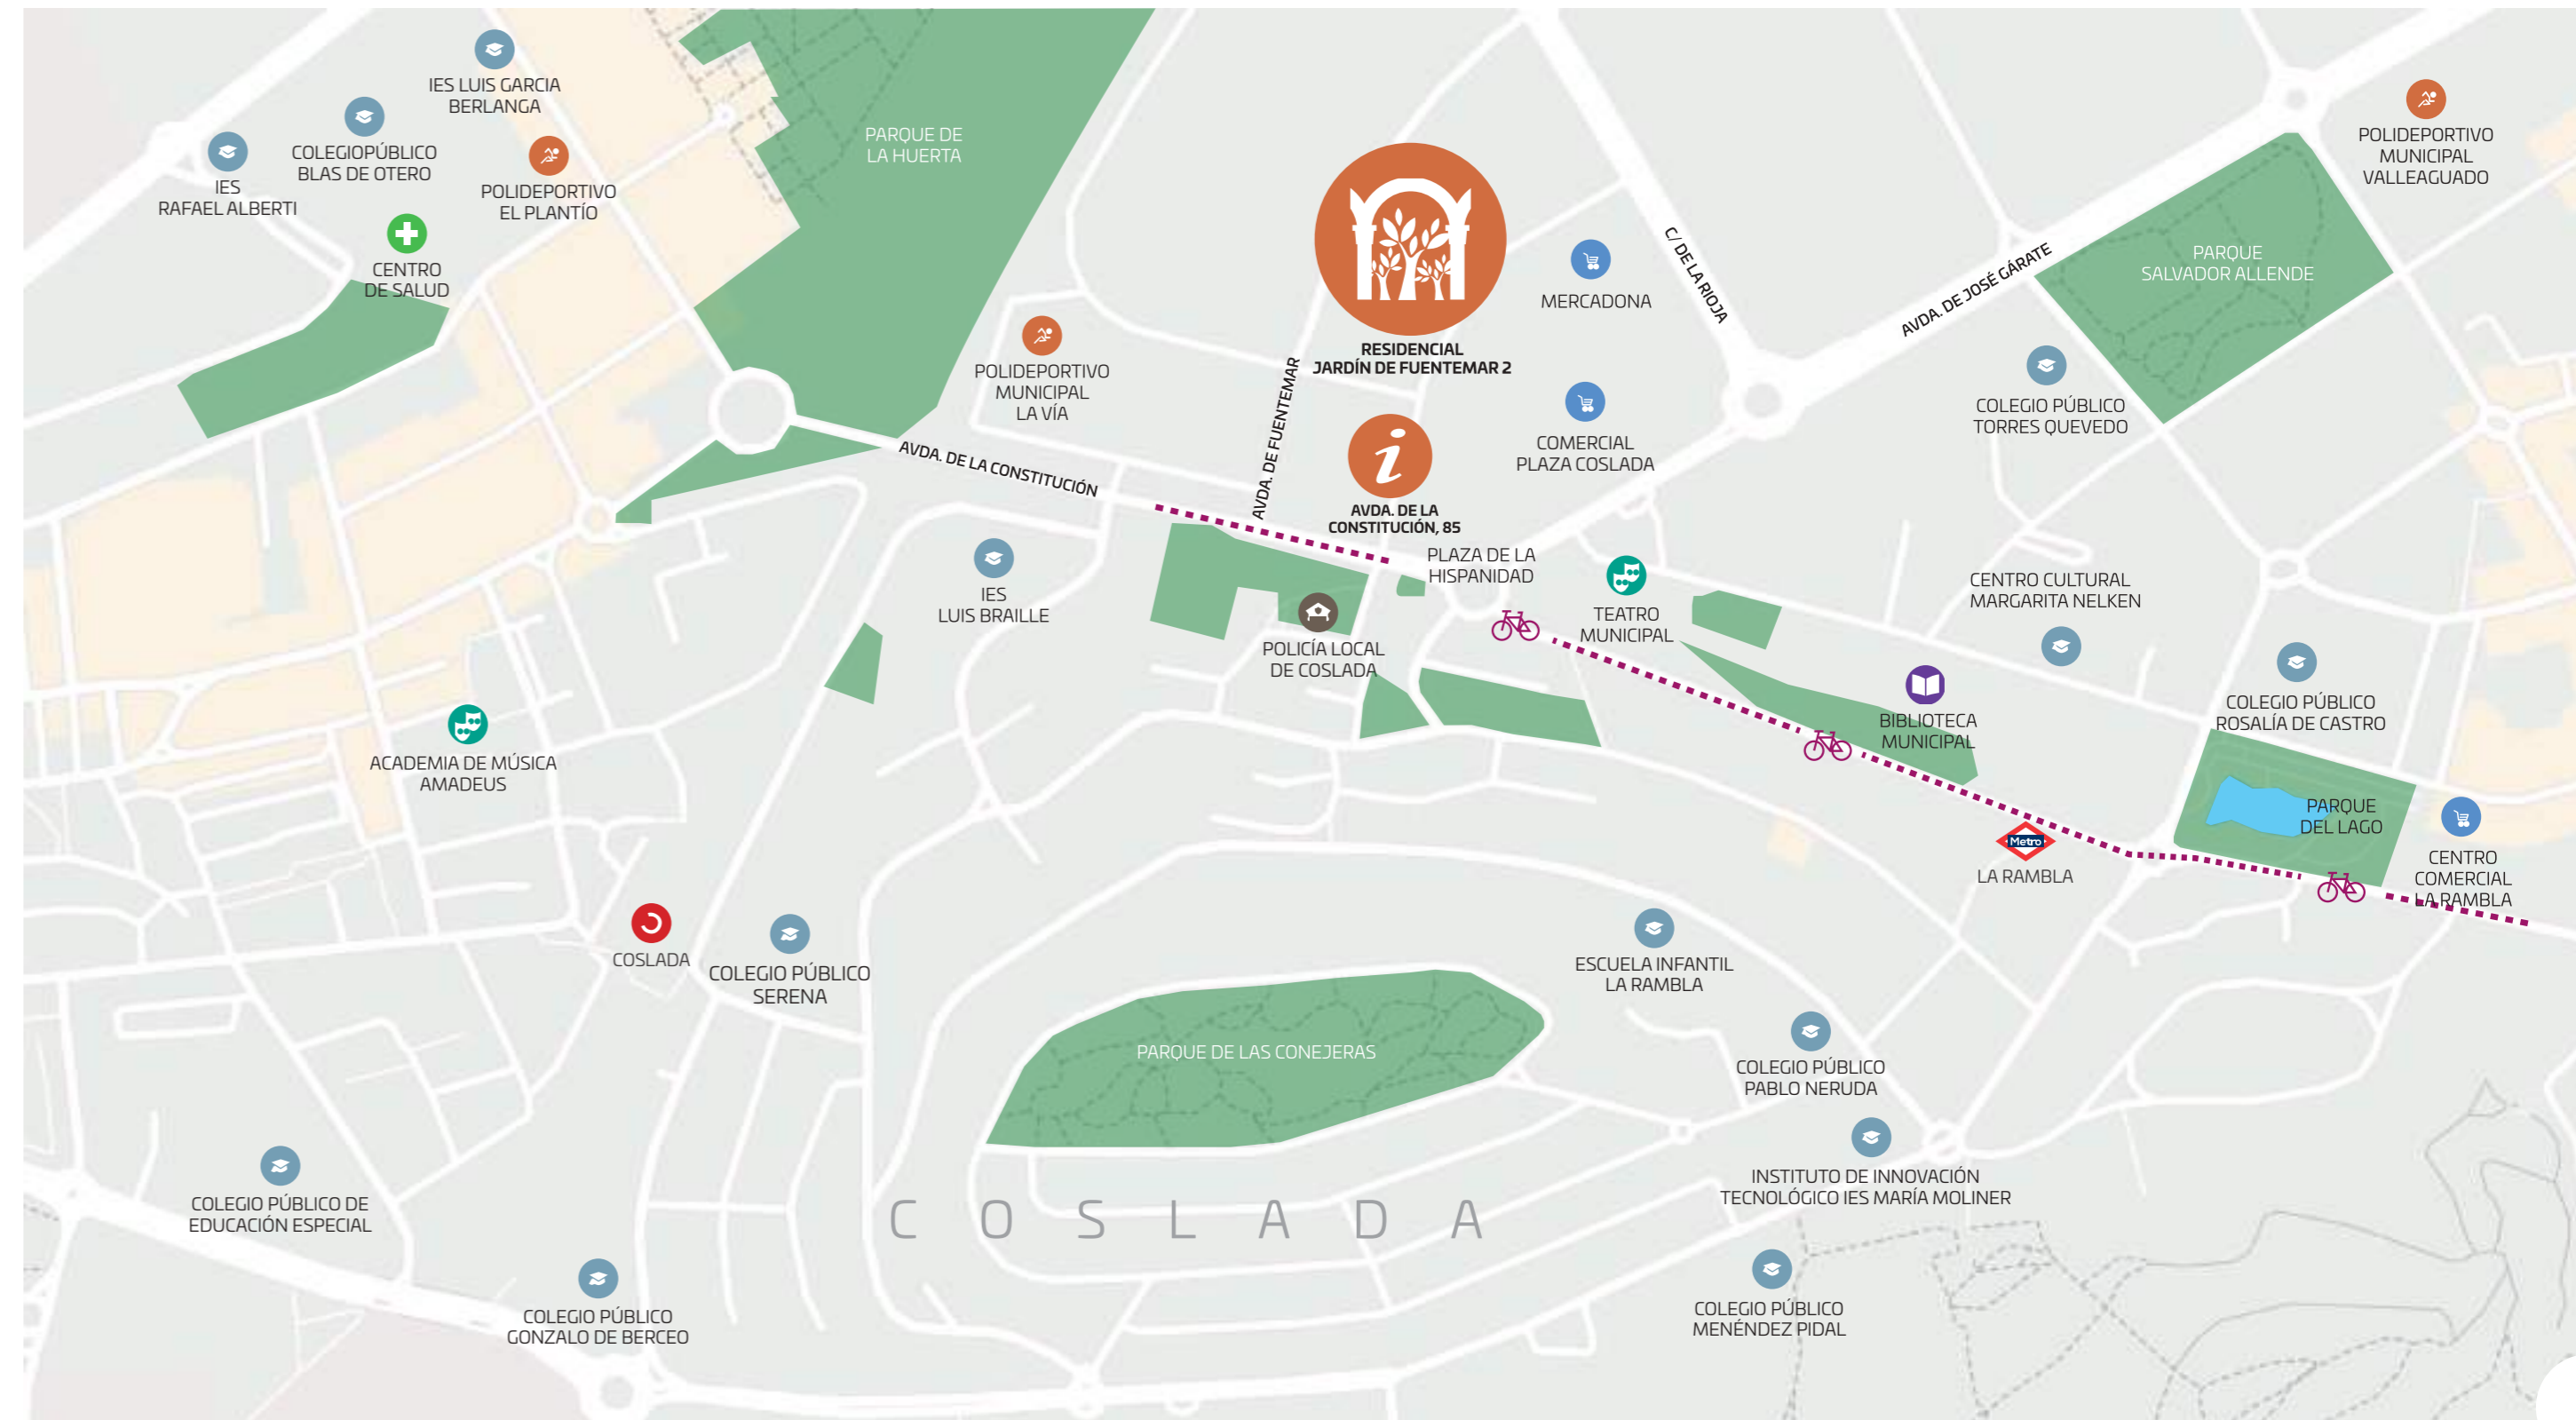 IES LUIS GARCIA
BERLANGA
COLEGIOPÚBLICO
BLAS DE OTERO
IES
RAFAEL ALBERTI
POLIDEPORTIVO
EL PLANTÍO
CENTRO
DE SALUD
PARQUE DE
LA HUERTA
POLIDEPORTIVO
MUNICIPAL
VALLEAGUADO
PARQUE
SALVADOR ALLENDE
C/ DE LA RIOJA
AVDA. DE JOSÉ GÁRATE
MERCADONA
RESIDENCIAL
JARDÍN DE FUENTEMAR 2
POLIDEPORTIVO
MUNICIPAL
LA VÍA
AVDA. DE FUENTEMAR
COLEGIO PÚBLICO
TORRES QUEVEDO
COMERCIAL
PLAZA COSLADA
i
AVDA. DE LA
CONSTITUCIÓN, 85
AVDA. DE LA CONSTITUCIÓN
PLAZA DE LA
HISPANIDAD
IES
LUIS BRAILLE
TEATRO
MUNICIPAL
CENTRO CULTURAL
MARGARITA NELKEN
POLICÍA LOCAL
DE COSLADA
BIBLIOTECA
MUNICIPAL
COLEGIO PÚBLICO
ROSALÍA DE CASTRO
ACADEMIA DE MÚSICA
AMADEUS
PARQUE
DEL LAGO
Metro
LA RAMBLA
CENTRO
COMERCIAL
LA RAMBLA
COSLADA
COLEGIO PÚBLICO
SERENA
ESCUELA INFANTIL
LA RAMBLA
PARQUE DE LAS CONEJERAS
COLEGIO PÚBLICO
PABLO NERUDA
INSTITUTO DE INNOVACIÓN
TECNOLÓGICO IES MARÍA MOLINER
COLEGIO PÚBLICO DE
EDUCACIÓN ESPECIAL
COSLADA
COLEGIO PÚBLICO
GONZALO DE BERCEO
COLEGIO PÚBLICO
MENÉNDEZ PIDAL